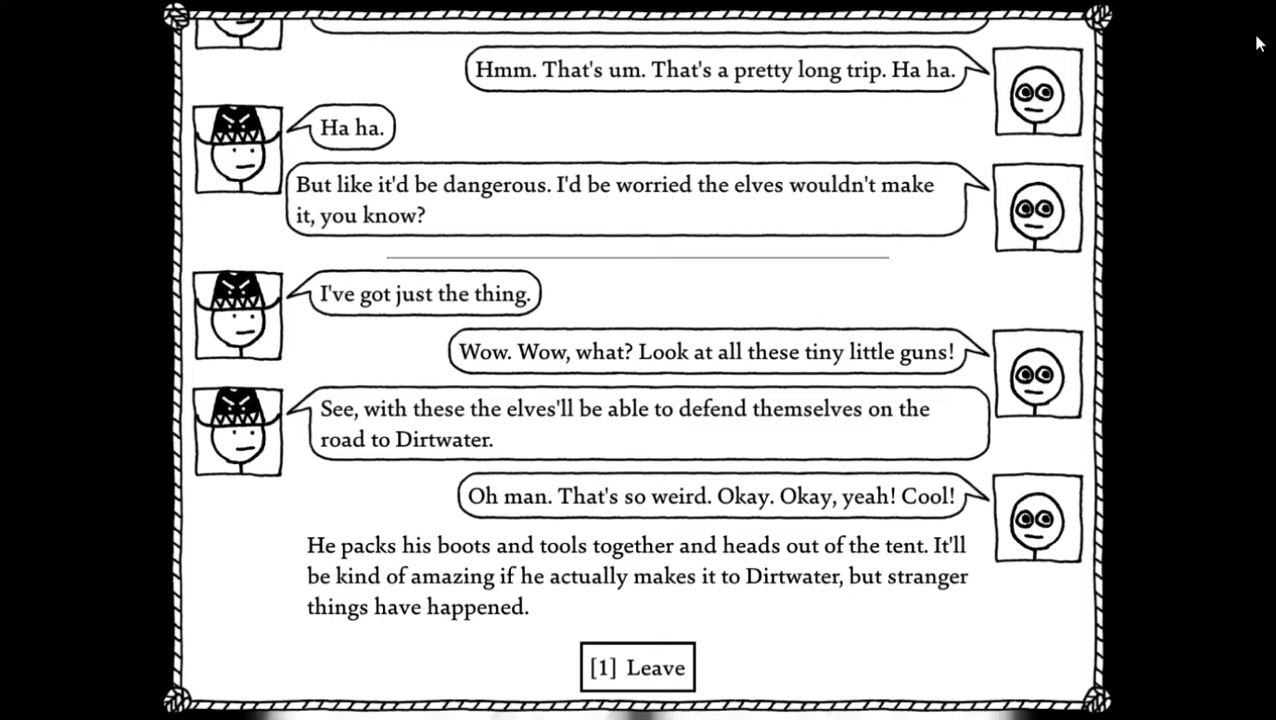 Hmm. That's um. That's a pretty long trip. Ha ha.
Ha ha.
But like it'd be dangerous. I'd be worried the elves wouldn't make
it, you know?
I've got just the thing.
Wow. Wow, what? Look at all these tiny little guns!
See, with these the elves'll be able to defend themselves on the
road to Dirtwater.
Oh man. That's so weird. Okay. Okay, yeah! Cool!
He packs his boots and tools together and heads out of the tent. It'll
be kind of amazing if he actually makes it to Dirtwater, but stranger
things have happened.
[1] Leave